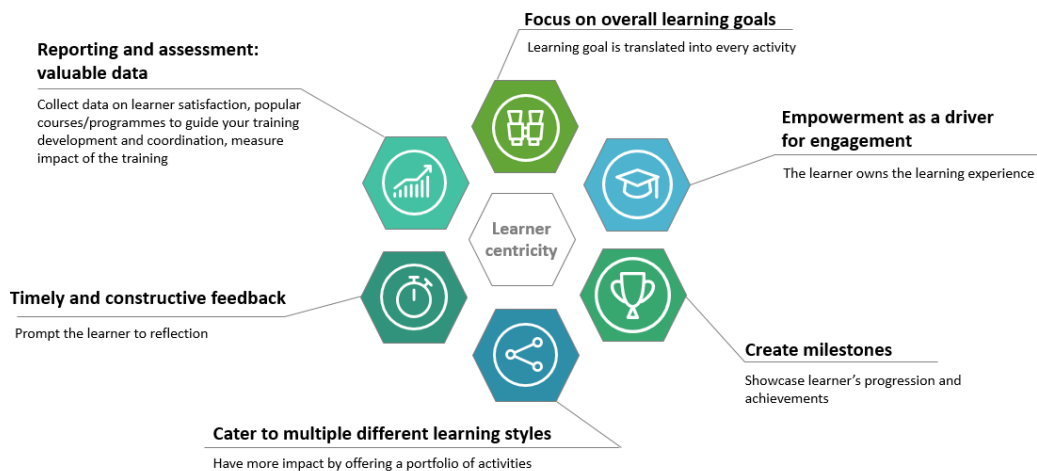 Focus on overall learning goals
Learning goal is translated into every activity
Reporting and assessment:
valuable data
Collect data on learner satisfaction, popular
courses/programmes to guide your training
development and coordination, measure
impact of the training
Empowerment as a driver
for engagement
The learner owns the learning experience
Learner
centricity
Timely and constructive feedback
Prompt the learner to reflection
Create milestones
Showcase learner's progression and
achievements
Cater to multiple different learning styles
Have more impact by offering a portfolio of activities